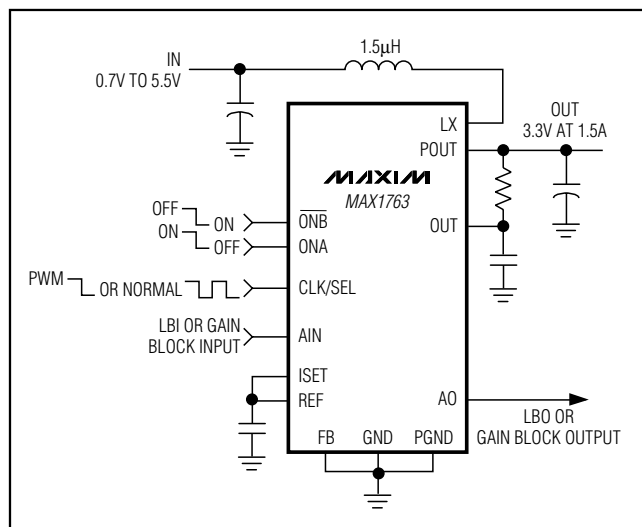 1.5µH
IN
0.7V TO 5.5V
OUT
3.3V AT 1.5A
LX
POUT
MAXIM
MAX1763
OFF ON
ONB
OUT
ON OFF
ONA
PWM OR NORMAL
CLK/SEL
LBI OR GAIN
BLOCK INPUT
AIN
ISET
REF
AO
LBO OR
GAIN BLOCK OUTPUT
FB GND PGND